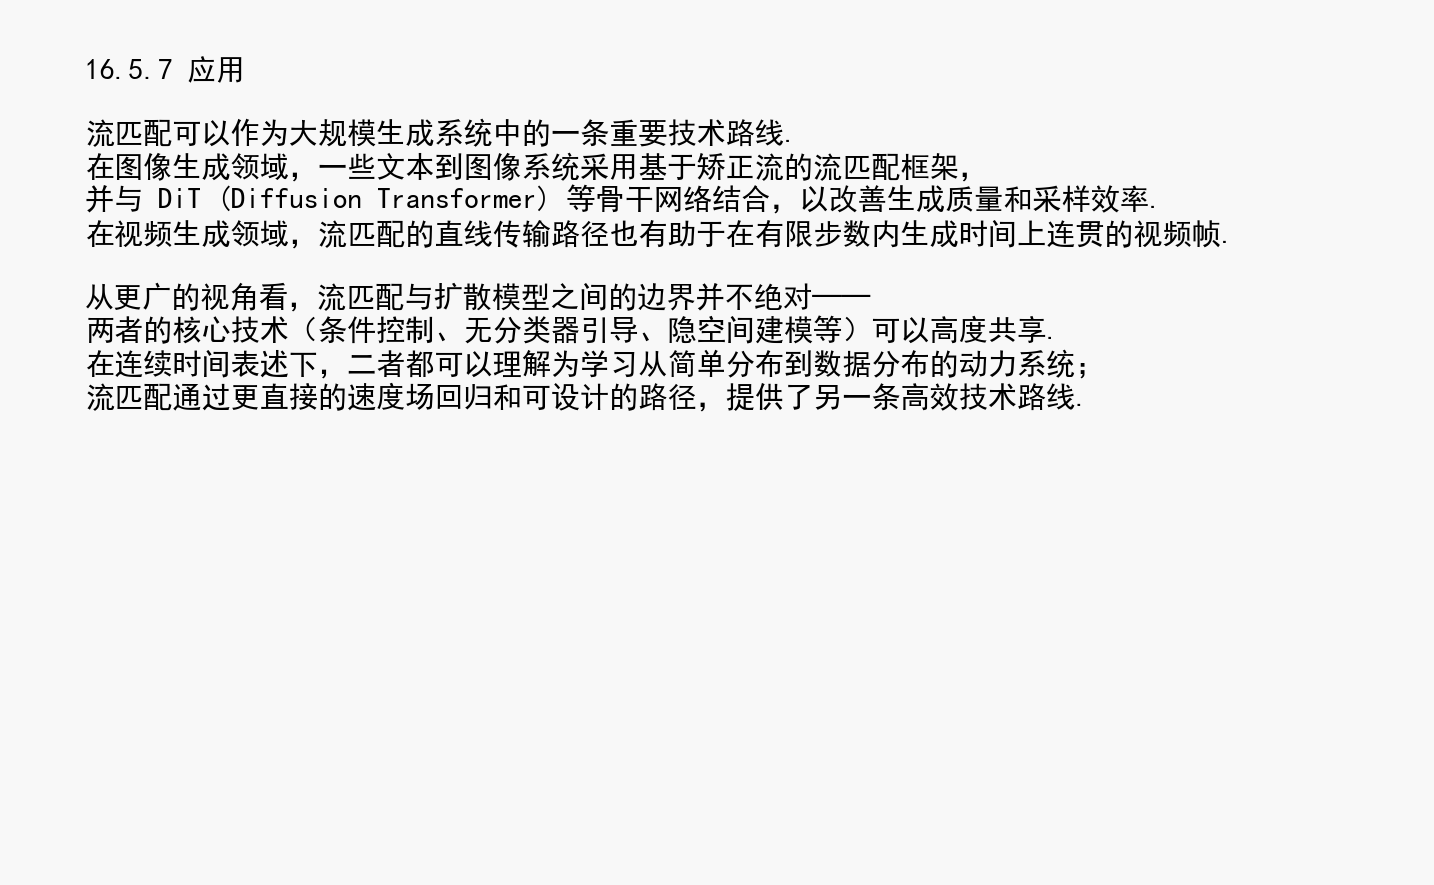 16.5.7 应用
流匹配可以作为大规模生成系统中的一条重要技术路线.
在图像生成领域，一些文本到图像系统采用基于矫正流的流匹配框架，
并与 DiT（Diffusion Transformer）等骨干网络结合，以改善生成质量和采样效率.
在视频生成领域，流匹配的直线传输路径也有助于在有限步数内生成时间上连贯的视频帧.
从更广的视角看，流匹配与扩散模型之间的边界并不绝对——
两者的核心技术（条件控制、无分类器引导、隐空间建模等）可以高度共享.
在连续时间表述下，二者都可以理解为学习从简单分布到数据分布的动力系统；
流匹配通过更直接的速度场回归和可设计的路径，提供了另一条高效技术路线.